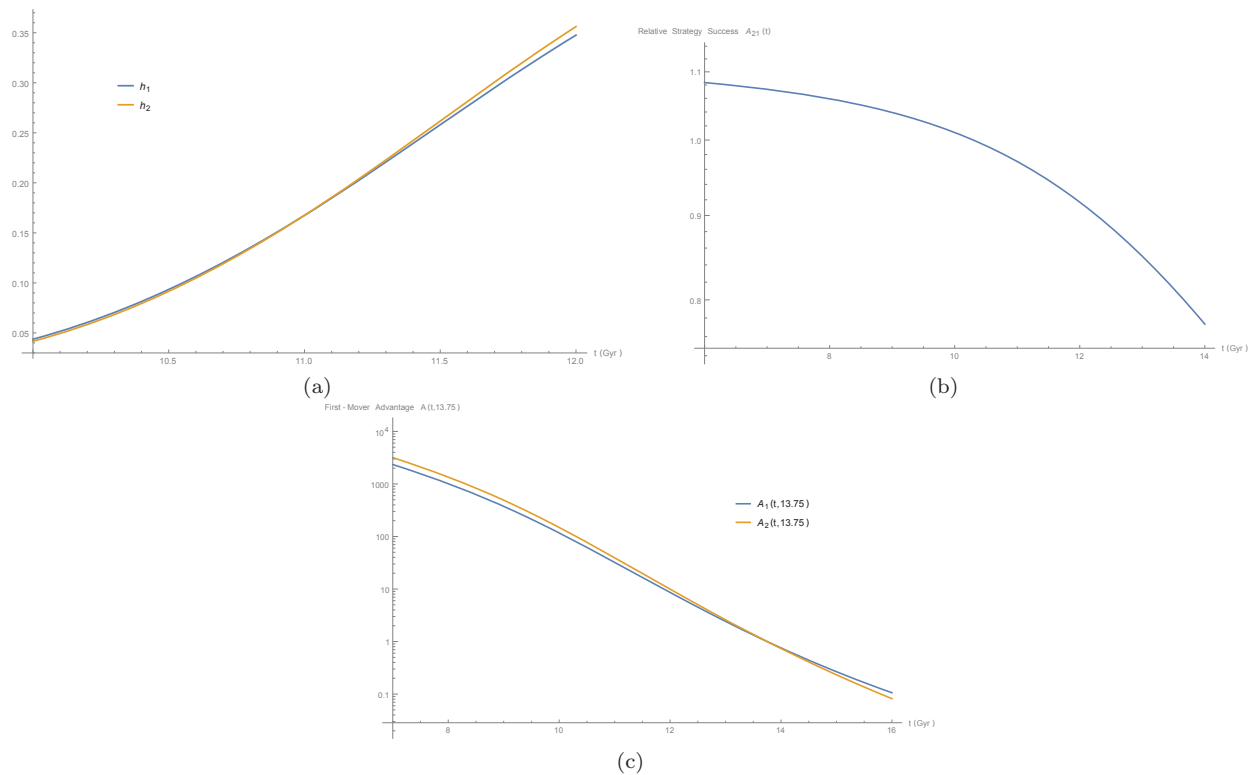 0.35
0.30
0.25
0.20
0.15
0.10
0.05
h1
h2
10.5 11.0 11.5 12.0
t (Gyr )
(a)
Relative Strategy Success A21 (t)
1.1
1.0
0.9
0.8
8 10 12 14
t (Gyr )
(b)
First - Mover Advantage A (t,13.75 )
10^4
1000
100
10
1
0.1
A1 (t, 13.75 )
A2 (t, 13.75 )
8 10 12 14 16
t (Gyr )
(c)